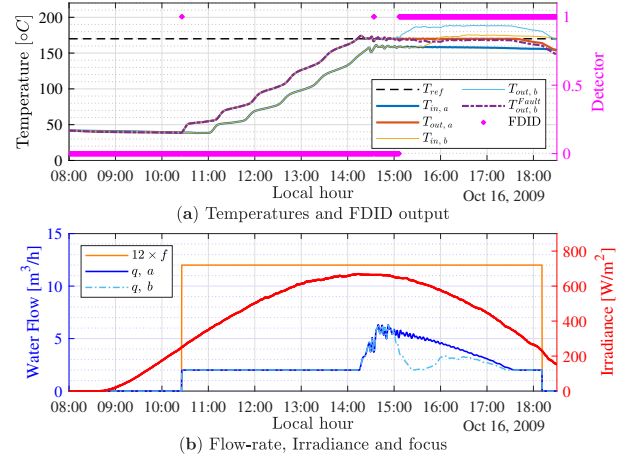 200
150
100
50
0
Temperature [◦C]
1
0.5
0
Detector
T_ref
T_in, a
T_out, a
T_in, b
T_out, b
T^Fault_out, b
FDID
08:00 09:00 10:00 11:00 12:00 13:00 14:00 15:00 16:00 17:00 18:00
Local hour
Oct 16, 2009
(a) Temperatures and FDID output
15
10
5
0
Water Flow [m³/h]
800
600
400
200
0
Irradiance [W/m²]
12 × f
q, a
q, b
08:00 09:00 10:00 11:00 12:00 13:00 14:00 15:00 16:00 17:00 18:00
Local hour
Oct 16, 2009
(b) Flow-rate, Irradiance and focus